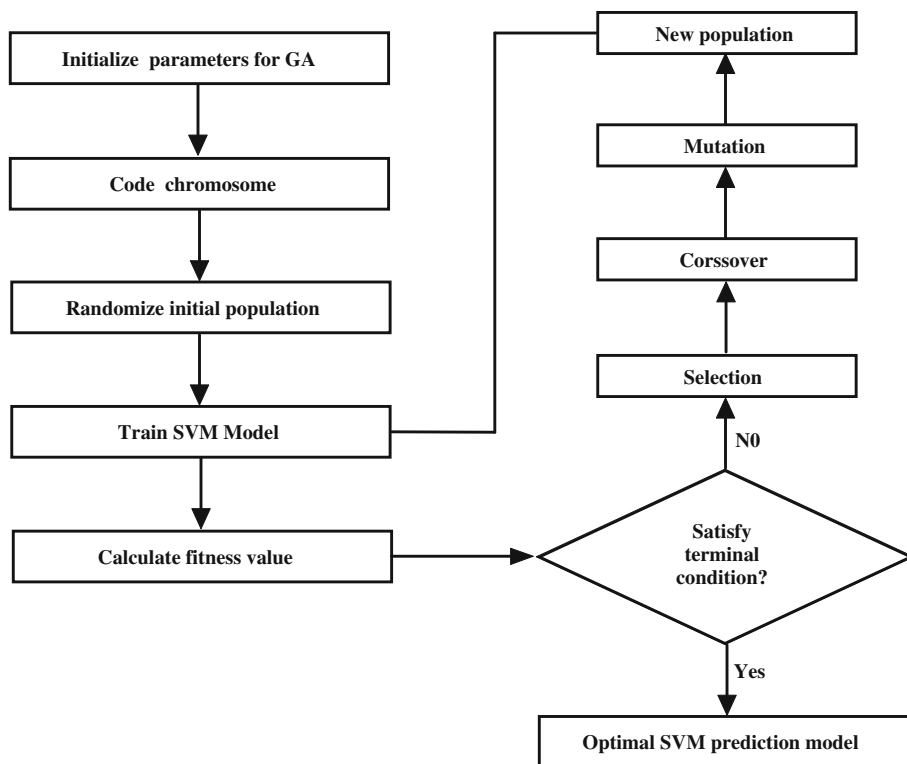 Initialize parameters for GA
Code chromosome
Randomize initial population
Train SVM Model
Calculate fitness value
New population
Mutation
Corssover
Selection
N0
Satisfy
terminal
condition?
Yes
Optimal SVM prediction model